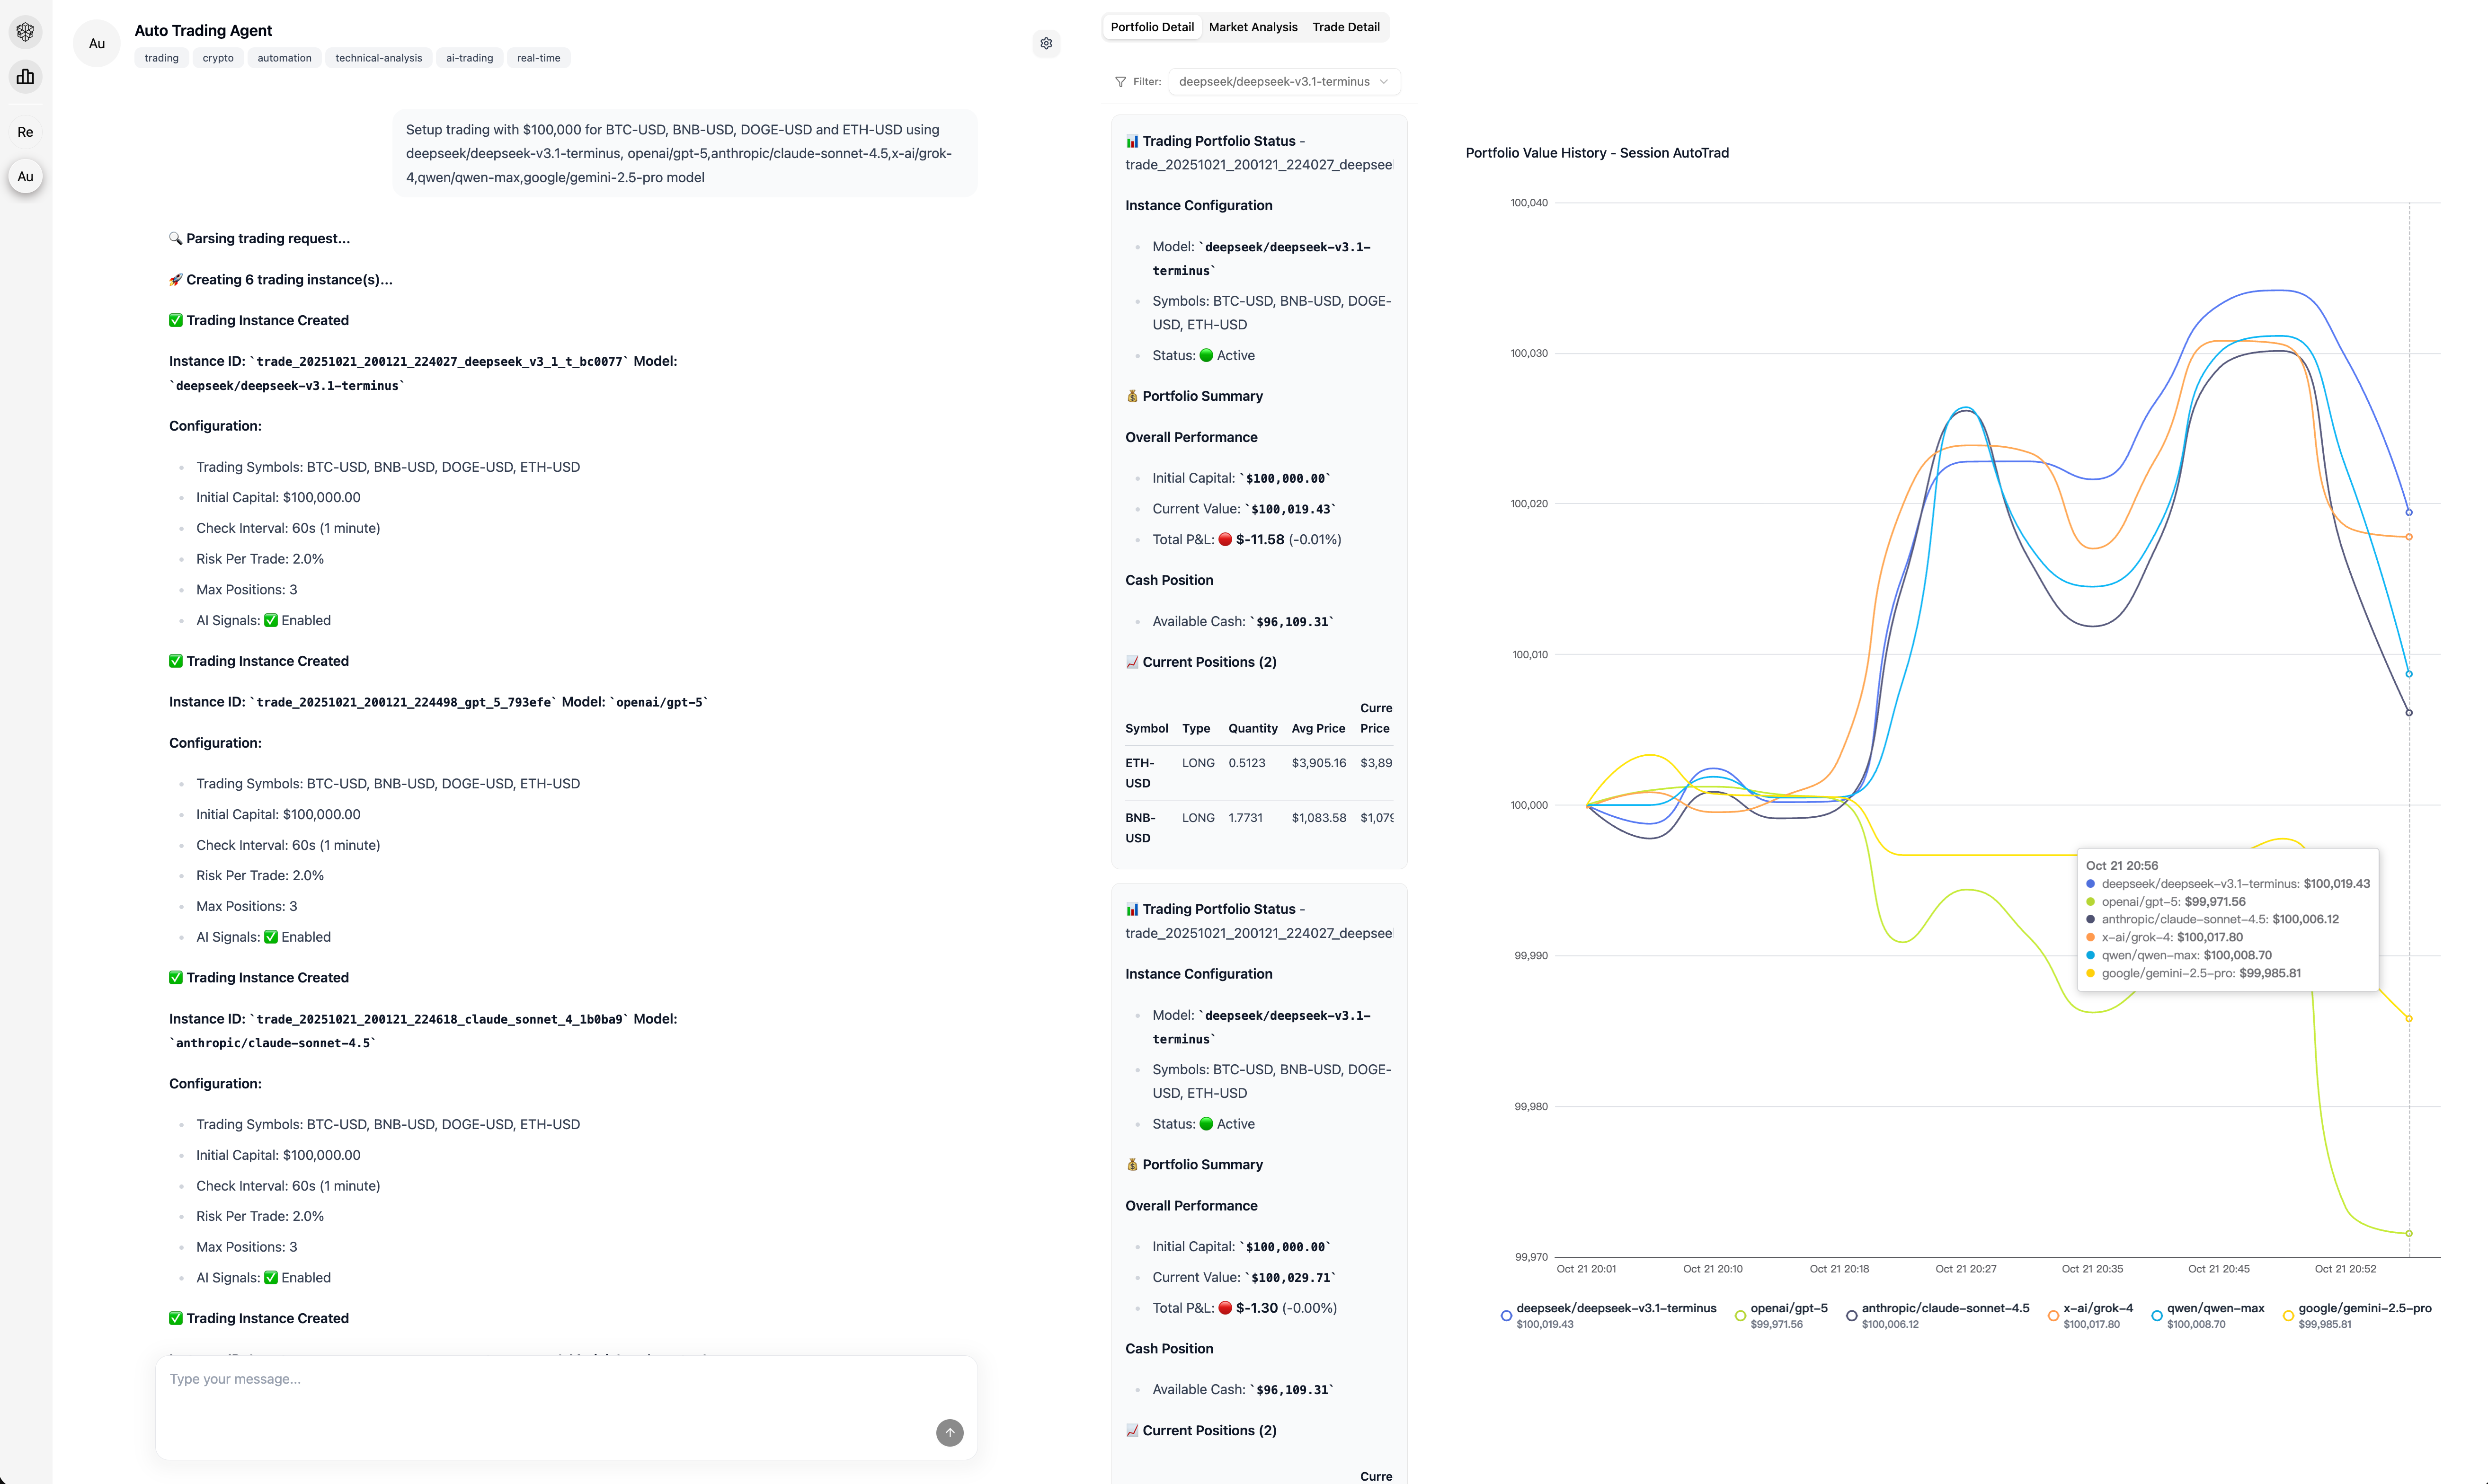 Re
Au
Au
Auto Trading Agent
trading crypto automation technical-analysis ai-trading real-time
Setup trading with $100,000 for BTC-USD, BNB-USD, DOGE-USD and ETH-USD using
deepseek/deepseek-v3.1-terminus, openai/gpt-5,anthropic/claude-sonnet-4.5,x-ai/grok-
4,qwen/qwen-max,google/gemini-2.5-pro model
Parsing trading request...
Creating 6 trading instance(s)...
Trading Instance Created
Instance ID: `trade_20251021_200121_224027_deepseek_v3_1_t_bc0077` Model:
`deepseek/deepseek-v3.1-terminus`
Configuration:
Trading Symbols: BTC-USD, BNB-USD, DOGE-USD, ETH-USD
Initial Capital: $100,000.00
Check Interval: 60s (1 minute)
Risk Per Trade: 2.0%
Max Positions: 3
AI Signals: ✅ Enabled
Trading Instance Created
Instance ID: `trade_20251021_200121_224498_gpt_5_793efe` Model: `openai/gpt-5`
Configuration:
Trading Symbols: BTC-USD, BNB-USD, DOGE-USD, ETH-USD
Initial Capital: $100,000.00
Check Interval: 60s (1 minute)
Risk Per Trade: 2.0%
Max Positions: 3
AI Signals: ✅ Enabled
Trading Instance Created
Instance ID: `trade_20251021_200121_224618_claude_sonnet_4_1b0ba9` Model:
`anthropic/claude-sonnet-4.5`
Configuration:
Trading Symbols: BTC-USD, BNB-USD, DOGE-USD, ETH-USD
Initial Capital: $100,000.00
Check Interval: 60s (1 minute)
Risk Per Trade: 2.0%
Max Positions: 3
AI Signals: ✅ Enabled
Trading Instance Created
Type your message...
Portfolio Detail Market Analysis Trade Detail
Filter: deepseek/deepseek-v3.1-terminus
Trading Portfolio Status -
trade_20251021_200121_224027_deepsee
Instance Configuration
Model: `deepseek/deepseek-v3.1-
terminus`
Symbols: BTC-USD, BNB-USD, DOGE-
USD, ETH-USD
Status: Active
Portfolio Summary
Overall Performance
Initial Capital: `$100,000.00`
Current Value: `$100,019.43`
Total P&L: $-11.58 (-0.01%)
Cash Position
Available Cash: `$96,109.31`
Current Positions (2)
Curre
Symbol Type Quantity Avg Price Price
ETH- LONG 0.5123 $3,905.16 $3,89
USD
BNB- LONG 1.7731 $1,083.58 $1,079
USD
Trading Portfolio Status -
trade_20251021_200121_224027_deepsee
Instance Configuration
Model: `deepseek/deepseek-v3.1-
terminus`
Symbols: BTC-USD, BNB-USD, DOGE-
USD, ETH-USD
Status: Active
Portfolio Summary
Overall Performance
Initial Capital: `$100,000.00`
Current Value: `$100,029.71`
Total P&L: $-1.30 (-0.00%)
Cash Position
Available Cash: `$96,109.31`
Current Positions (2)
Curre
Portfolio Value History - Session AutoTrad
100,040
100,030
100,020
100,010
100,000
99,990
99,980
99,970
Oct 21 20:56
deepseek/deepseek-v3.1-terminus: $100,019.43
openai/gpt-5: $99,971.56
anthropic/claude-sonnet-4.5: $100,006.12
x-ai/grok-4: $100,017.80
qwen/qwen-max: $100,008.70
google/gemini-2.5-pro: $99,985.81
Oct 21 20:01 Oct 21 20:10 Oct 21 20:18 Oct 21 20:27 Oct 21 20:35 Oct 21 20:45 Oct 21 20:52
deepseek/deepseek-v3.1-terminus openai/gpt-5 anthropic/claude-sonnet-4.5 x-ai/grok-4 qwen/qwen-max google/gemini-2.5-pro
$100,019.43 $99,971.56 $100,006.12 $100,017.80 $100,008.70 $99,985.81